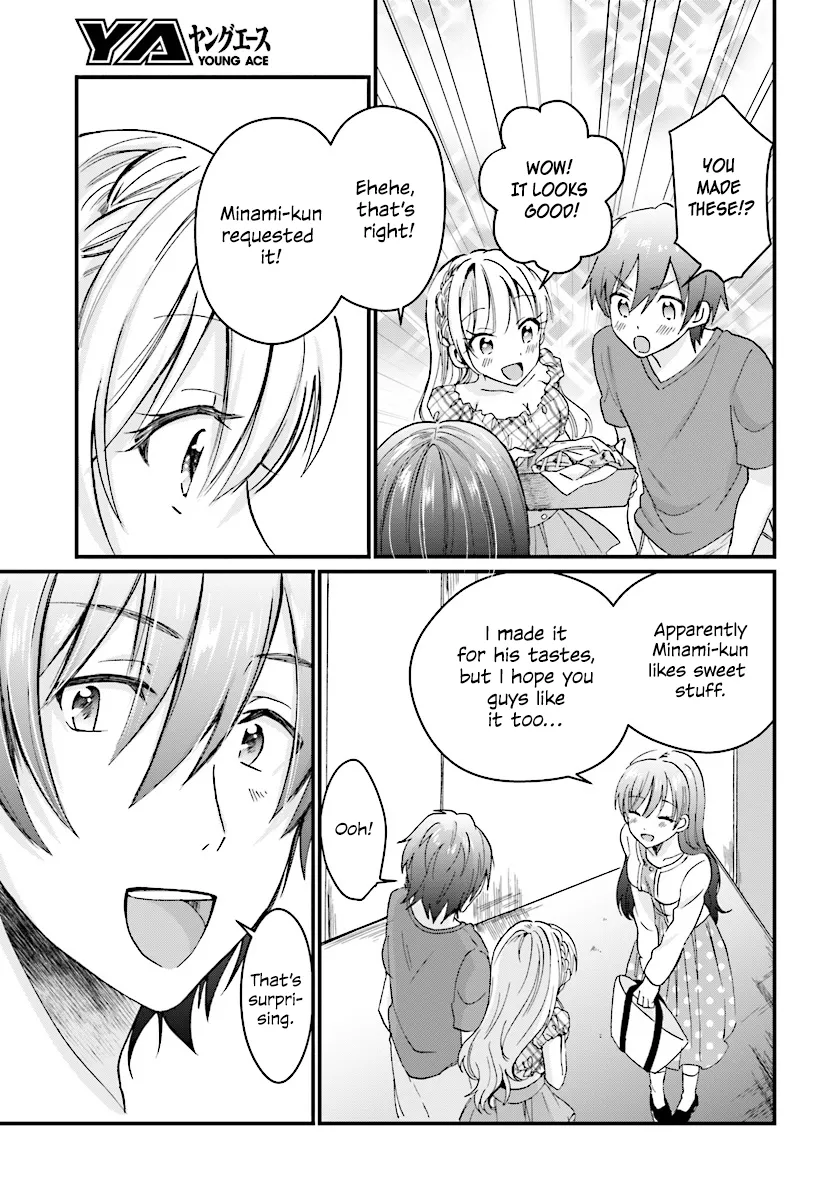 YA ヤングエース
YOUNG ACE
YOU
MADE
THESE!?
WOW!
IT LOOKS
GOOD!
Ehehe,
that's
right!
Minami-kun
requested
it!
Apparently
Minami-kun
likes sweet
stuff.
I made it
for his tastes,
but I hope you
guys like
it too...
Ooh!
That's
surpri-
sing.